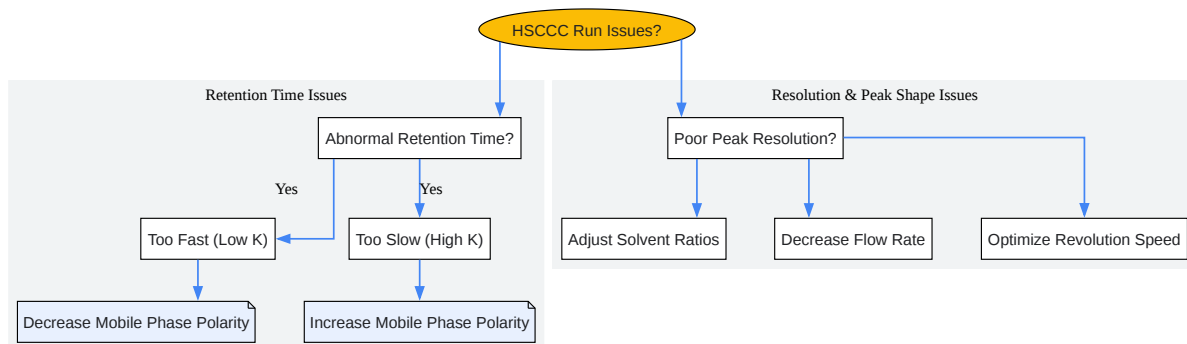 HSCCC Run Issues?
Retention Time Issues
Abnormal Retention Time?
Yes
Yes
Too Fast (Low K)
Too Slow (High K)
Decrease Mobile Phase Polarity
Increase Mobile Phase Polarity
Resolution & Peak Shape Issues
Poor Peak Resolution?
Adjust Solvent Ratios
Decrease Flow Rate
Optimize Revolution Speed